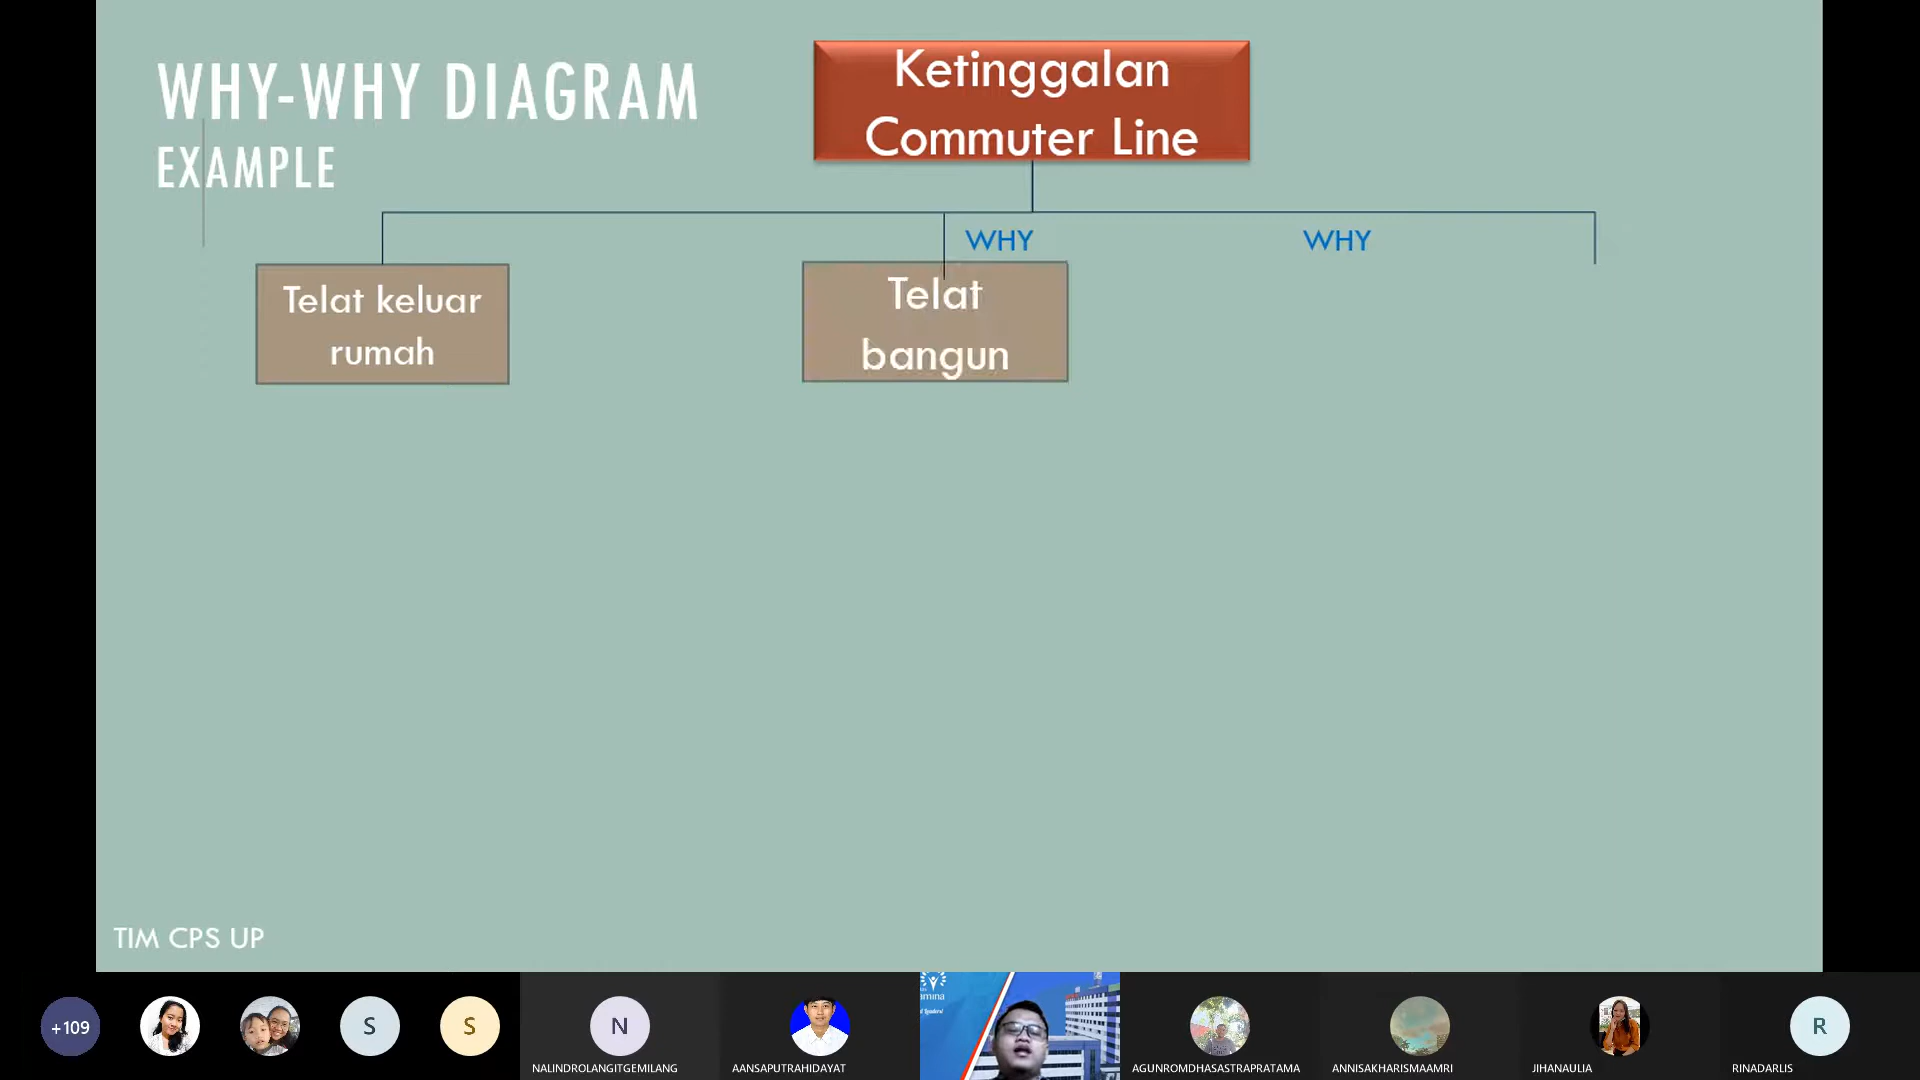 WHY-WHY DIAGRAM
EXAMPLE
Ketinggalan
Commuter Line
WHY
WHY
Telat keluar
rumah
Telat
bangun
TIM CPS UP
+109
S
S
N
NALINDROLANGITGEMILANG
AANSAPUTRAHIDAYAT
AGUNROMDHASASTRAPRATAMA
ANNISAKHARISMAAMRI
JIHANAULIA
R
RINADARLIS